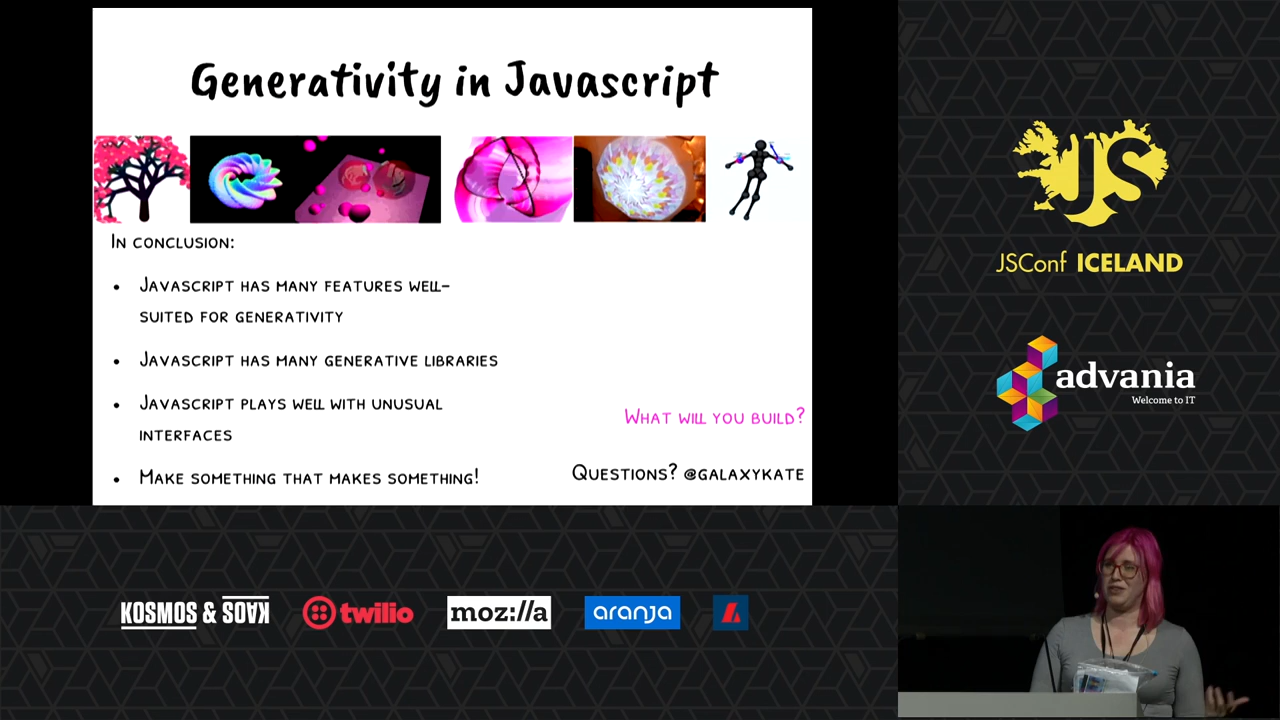 Generativity in Javascript
In conclusion:
• Javascript has many features well-
suited for generativity
• Javascript has many generative libraries
• Javascript plays well with unusual
interfaces
• Make something that makes something!
What will you build?
Questions? @galaxykate
JS
JSConf ICELAND
advania
Welcome to IT
KOSMOS & KAOS
twilio
moz://a
aranja